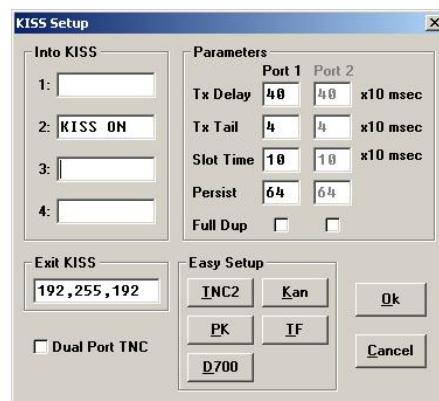 KISS Setup
Into KISS
1:
2: KISS ON
3:
4:
Parameters
Port 1 Port 2
Tx Delay 40 40 x10 msec
Tx Tail 4 4 x10 msec
Slot Time 10 10 x10 msec
Persist 64 64
Full Dup
Exit KISS
192,255,192
Dual Port TNC
Easy Setup
TNC2 Kan
PK TF
D700
Ok
Cancel